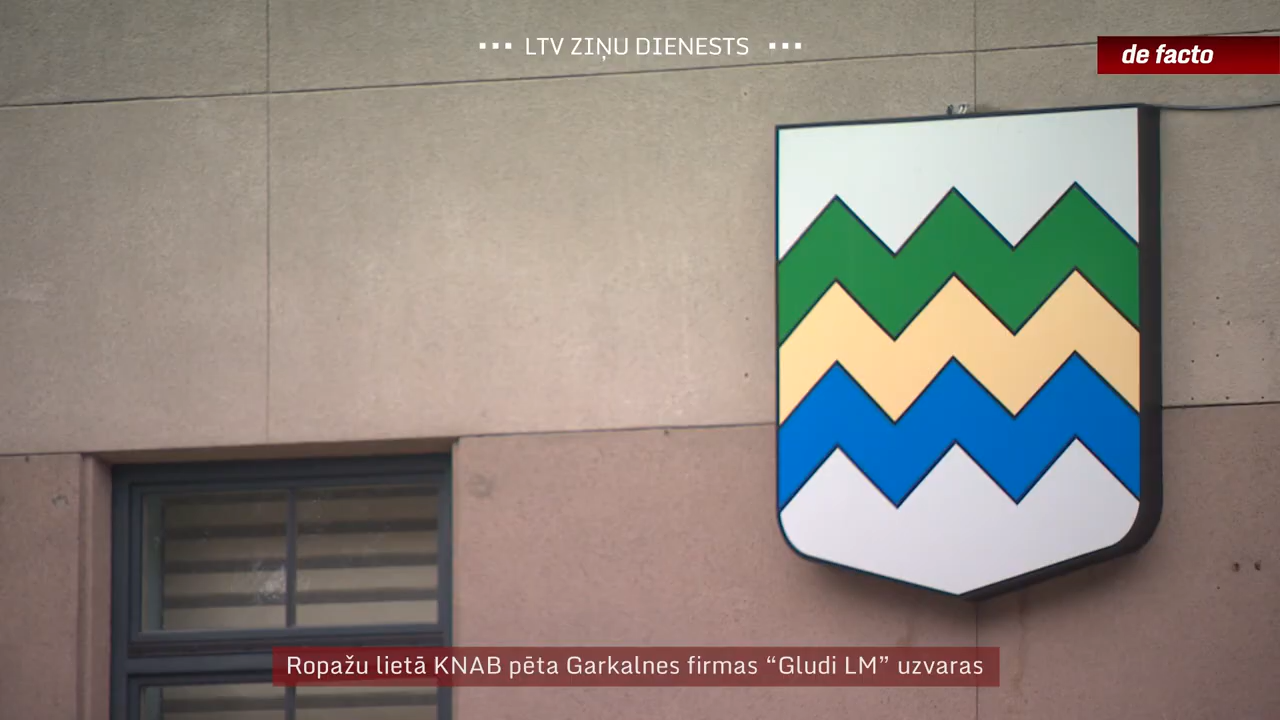 LTV ZIŅU DIENESTS
de facto
Ropažu lietā KNAB pēta Garkalnes firmas “Gludi LM” uzvaras